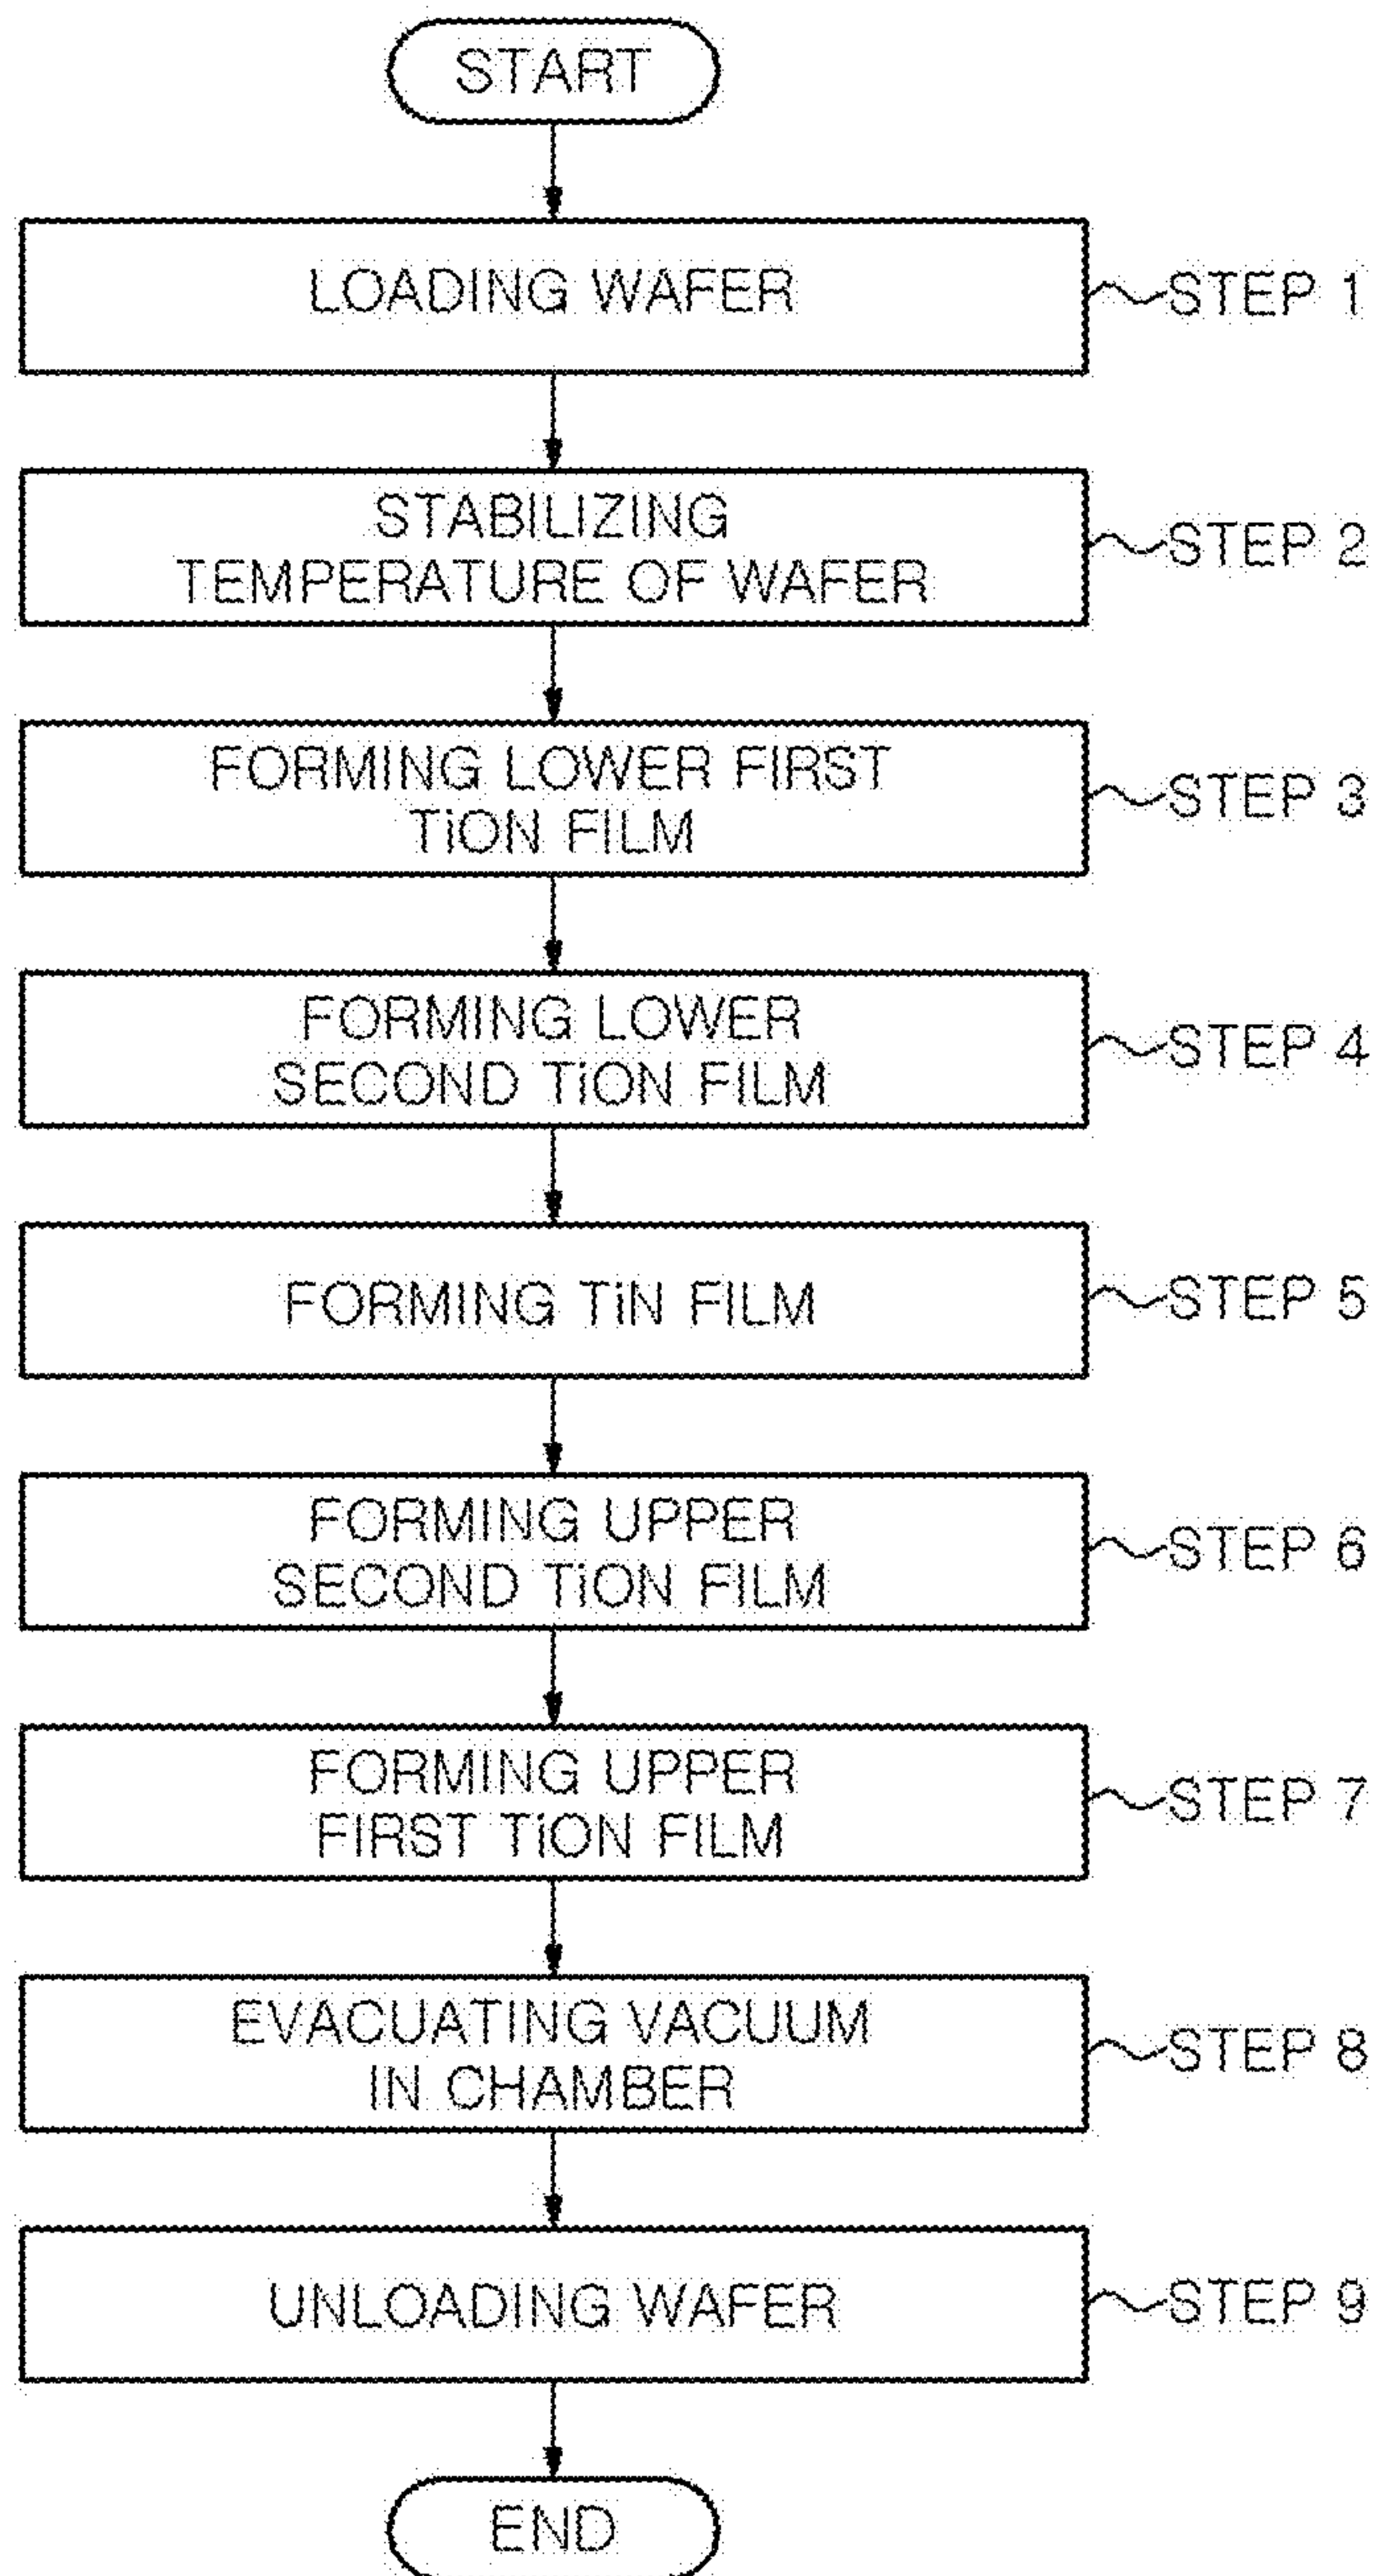 START
LOADING WAFER
STEP 1
STABILIZING
TEMPERATURE OF WAFER
STEP 2
FORMING LOWER FIRST
TiON FILM
STEP 3
FORMING LOWER
SECOND TiON FILM
STEP 4
FORMING TiN FILM
STEP 5
FORMING UPPER
SECOND TiON FILM
STEP 6
FORMING UPPER
FIRST TiON FILM
STEP 7
EVACUATING VACUUM
IN CHAMBER
STEP 8
UNLOADING WAFER
STEP 9
END